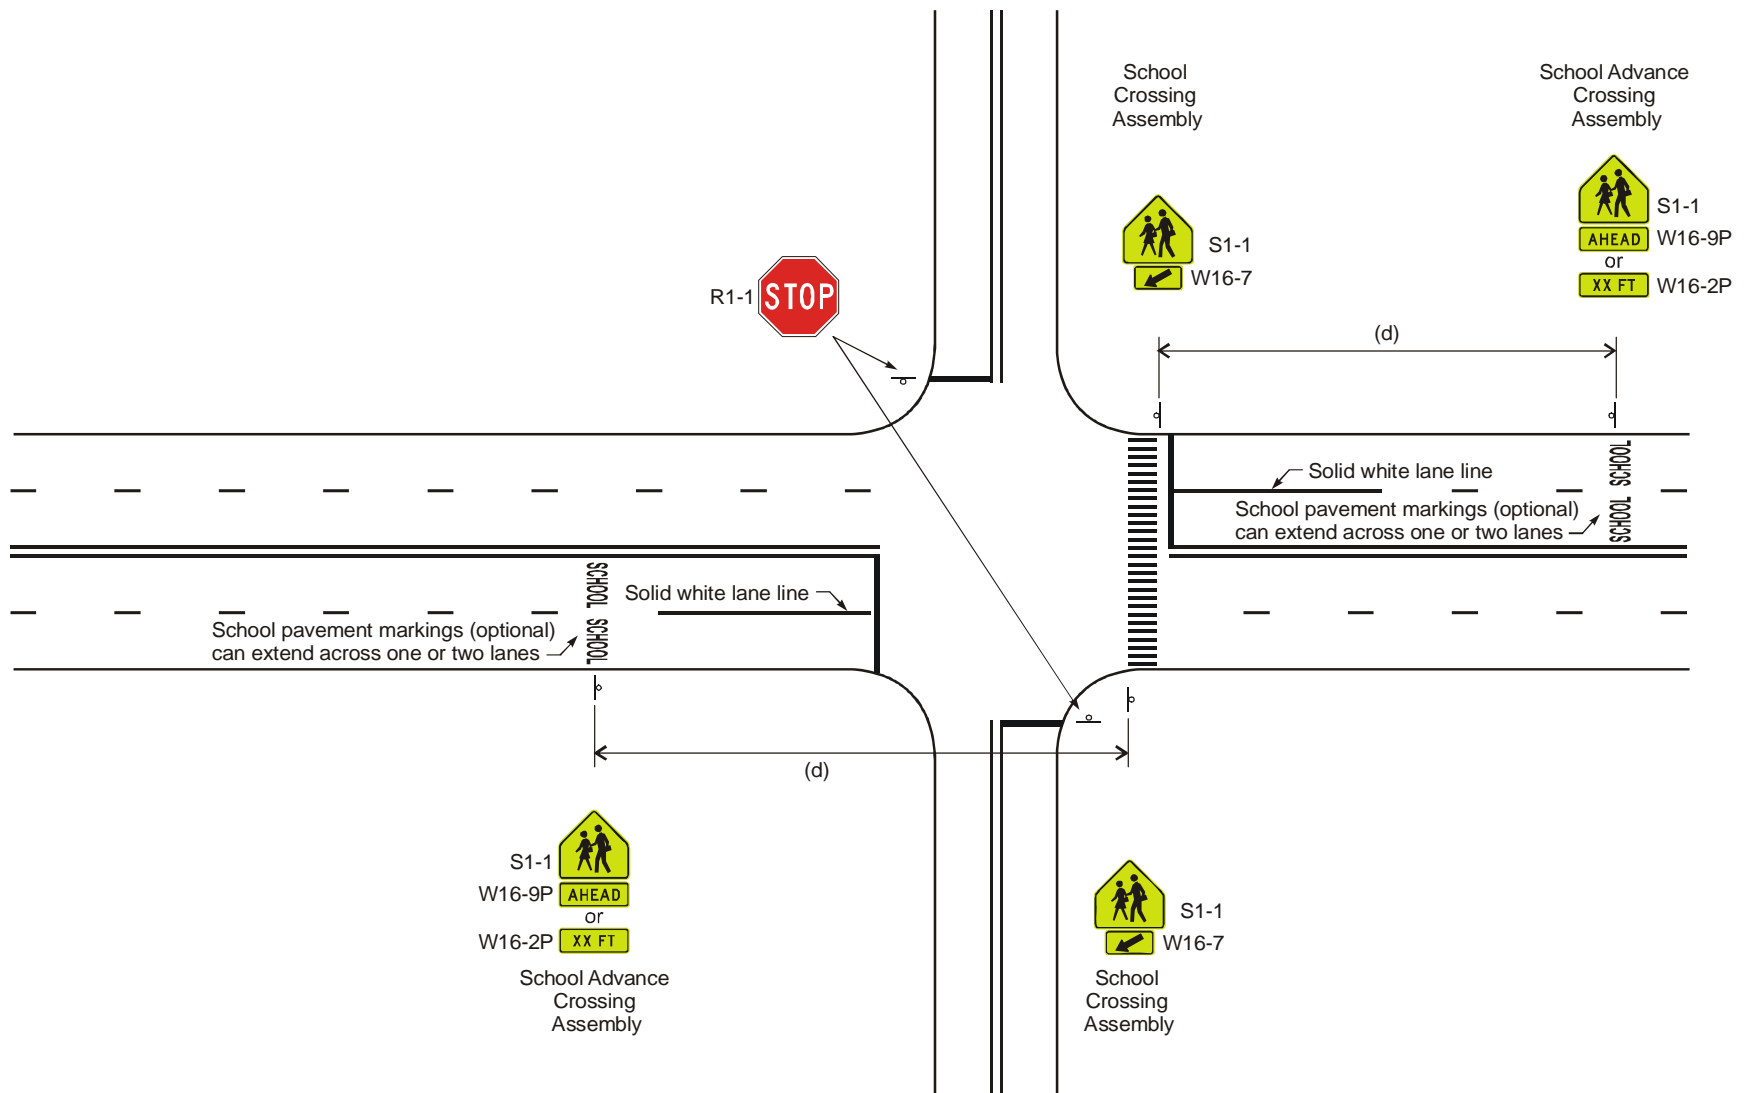 School
Crossing
Assembly
School Advance
Crossing
Assembly
S1-1
W16-7
S1-1
AHEAD W16-9P
or
XX FT W16-2P
R1-1 STOP
(d)
Solid white lane line
School pavement markings (optional)
can extend across one or two lanes
SCHOOL SCHOOL
Solid white lane line
School pavement markings (optional)
can extend across one or two lanes
SCHOOL SCHOOL
(d)
S1-1
W16-9P AHEAD
or
W16-2P XX FT
School Advance
Crossing
Assembly
S1-1
W16-7
School
Crossing
Assembly